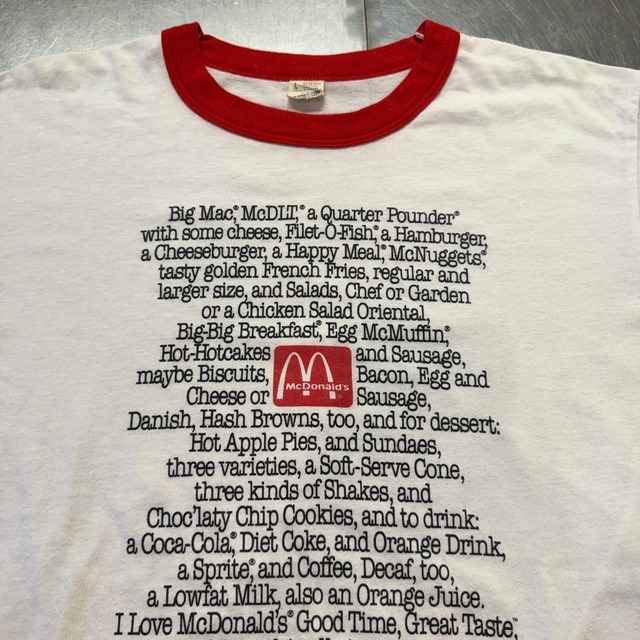 L
Big Mac,® McDLT,® a Quarter Pounder®
with some cheese, Filet-O-Fish,® a Hamburger,
a Cheeseburger, a Happy Meal,® McNuggets,®
tasty golden French Fries, regular and
larger size, and Salads, Chef or Garden
or a Chicken Salad Oriental,
Big-Big Breakfast,® Egg McMuffin,®
Hot-Hotcakes and Sausage,
maybe Biscuits, Bacon, Egg and
Cheese or Sausage,
McDonald's
Danish, Hash Browns, too, and for dessert:
Hot Apple Pies, and Sundaes,
three varieties, a Soft-Serve Cone,
three kinds of Shakes, and
Choc'laty Chip Cookies, and to drink:
a Coca-Cola,® Diet Coke, and Orange Drink,
a Sprite,® and Coffee, Decaf, too,
a Lowfat Milk, also an Orange Juice.
I Love McDonald's® Good Time, Great Taste,